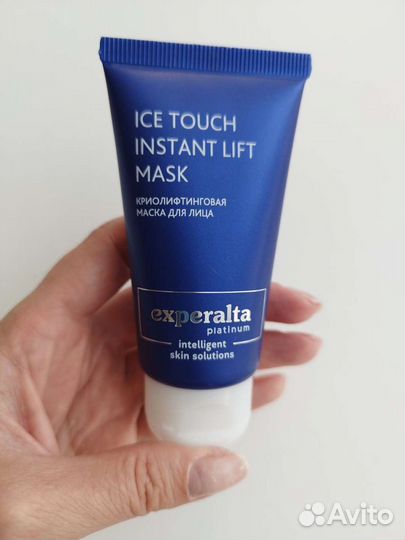 ICE TOUCH
INSTANT LIFT
MASK
КРИОЛИФТИНГОВАЯ
МАСКА ДЛЯ ЛИЦА
experalta
platinum
intelligent
skin solutions
Avito